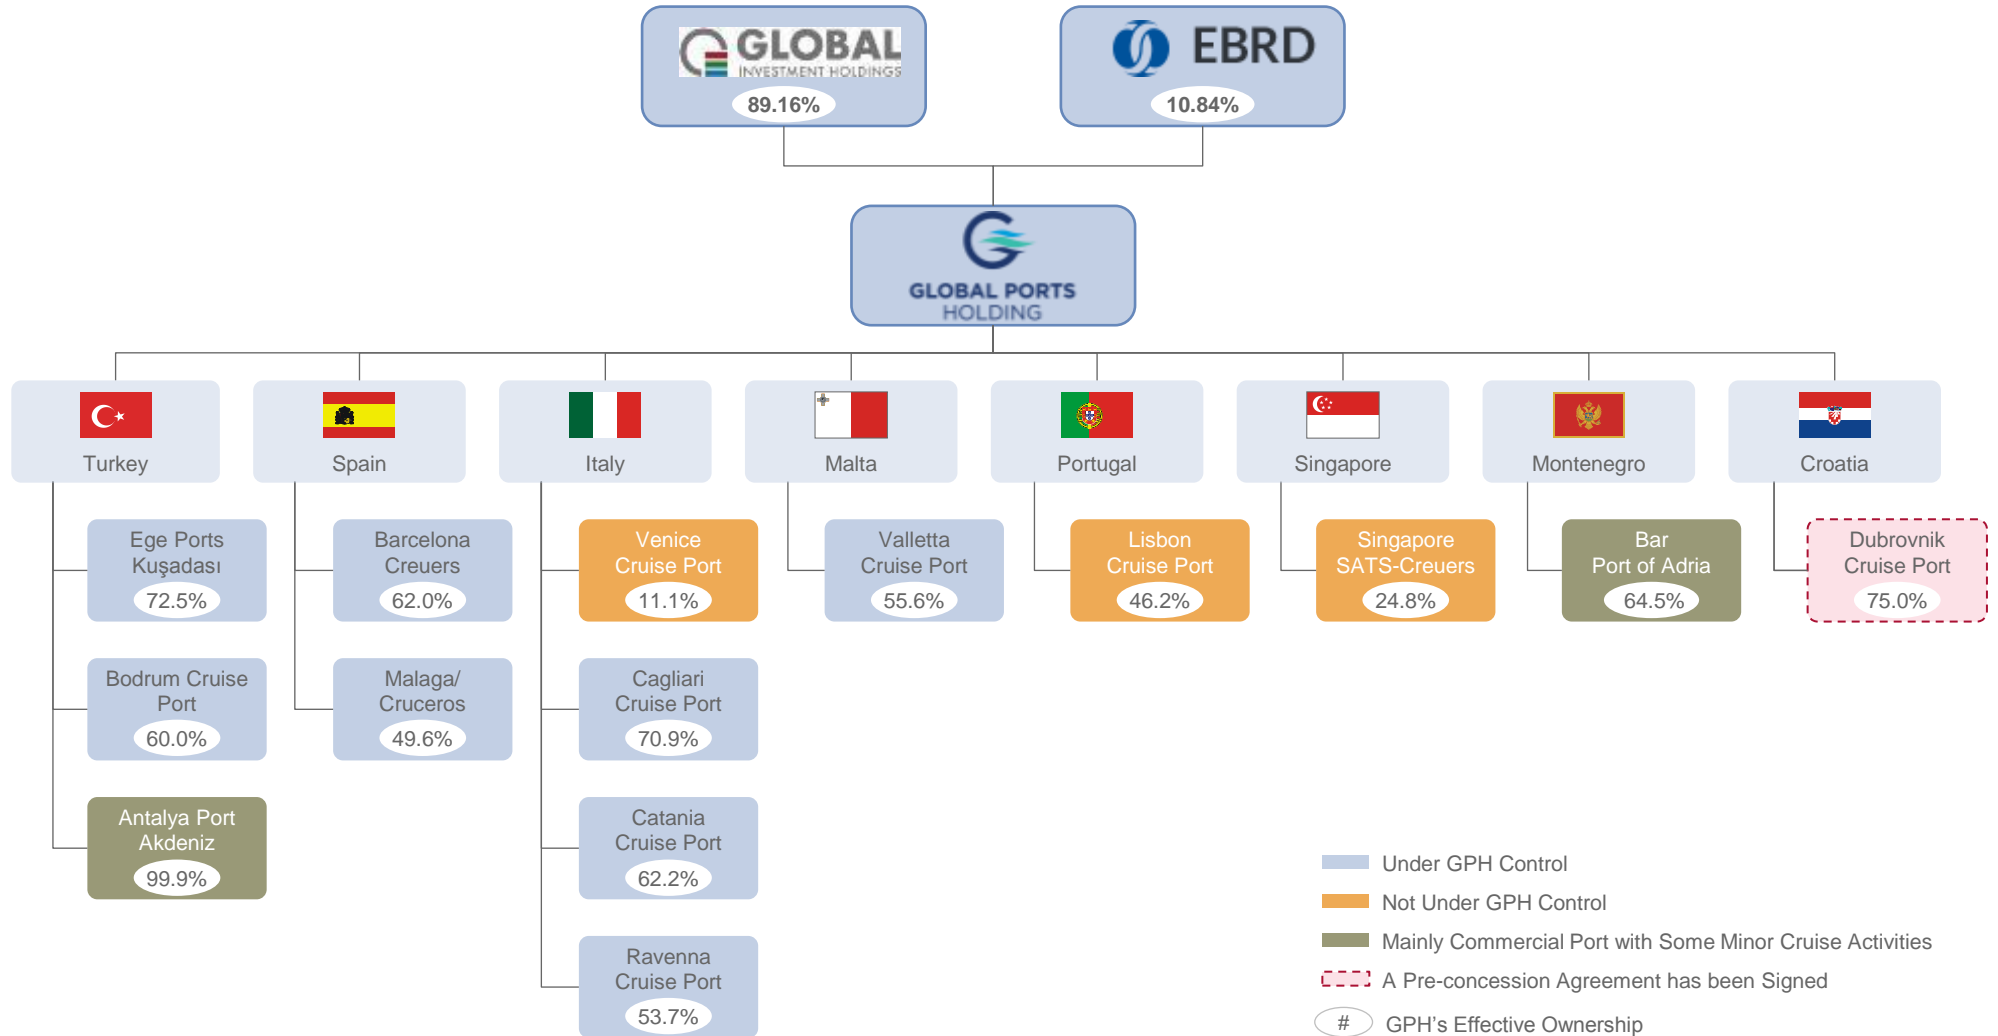 GLOBAL
INVESTMENT HOLDINGS
89.16%
EBRD
10.84%
GLOBAL PORTS
HOLDING
Turkey
Spain
Italy
Malta
Portugal
Singapore
Montenegro
Croatia
Ege Ports
Kuşadası
72.5%
Barcelona
Creuers
62.0%
Venice
Cruise Port
11.1%
Valletta
Cruise Port
55.6%
Lisbon
Cruise Port
46.2%
Singapore
SATS-Creuers
24.8%
Bar
Port of Adria
64.5%
Dubrovnik
Cruise Port
75.0%
Bodrum Cruise
Port
60.0%
Malaga/
Cruceros
49.6%
Cagliari
Cruise Port
70.9%
Antalya Port
Akdeniz
99.9%
Catania
Cruise Port
62.2%
Ravenna
Cruise Port
53.7%
Under GPH Control
Not Under GPH Control
Mainly Commercial Port with Some Minor Cruise Activities
A Pre-concession Agreement has been Signed
# GPH's Effective Ownership